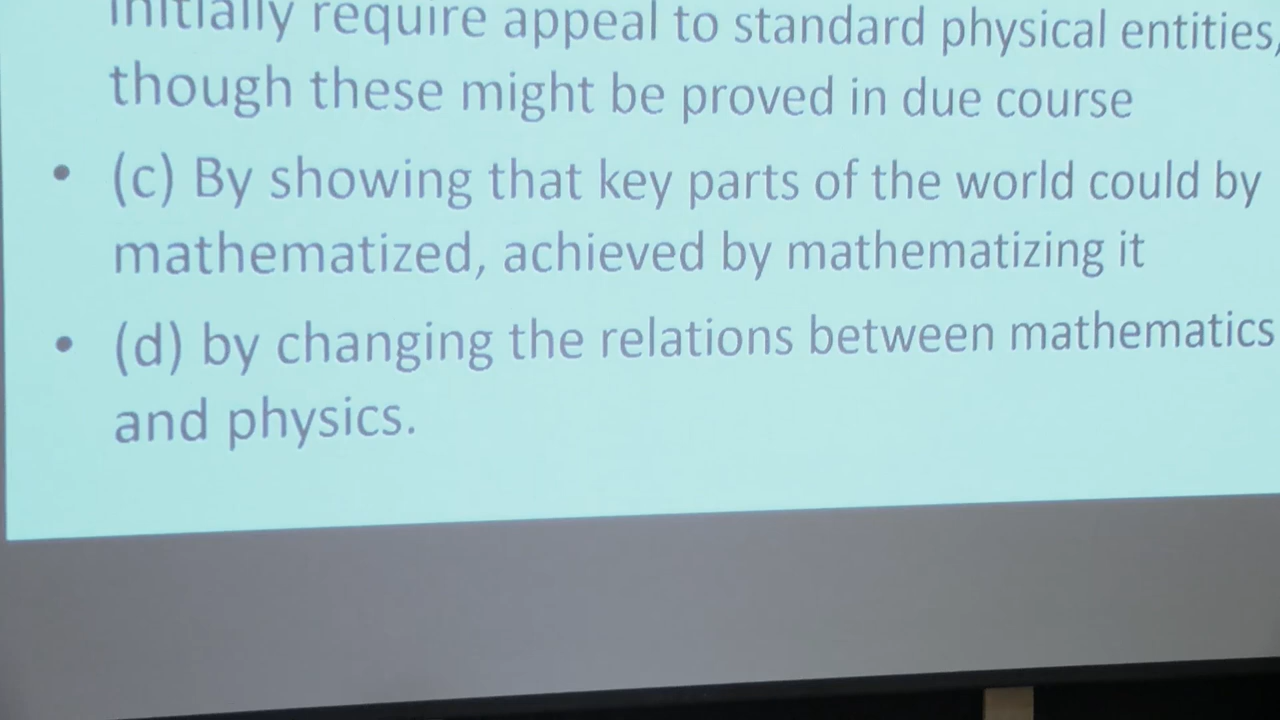 initially require appeal to standard physical entities,
though these might be proved in due course
• (c) By showing that key parts of the world could by
mathematized, achieved by mathematizing it
• (d) by changing the relations between mathematics
and physics.